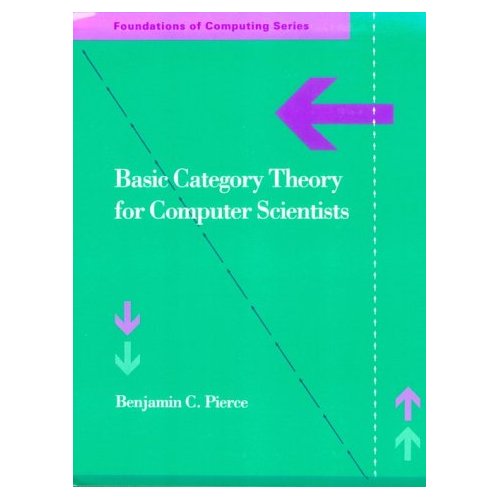 Foundations of Computing Series
Basic Category Theory
for Computer Scientists
Benjamin C. Pierce